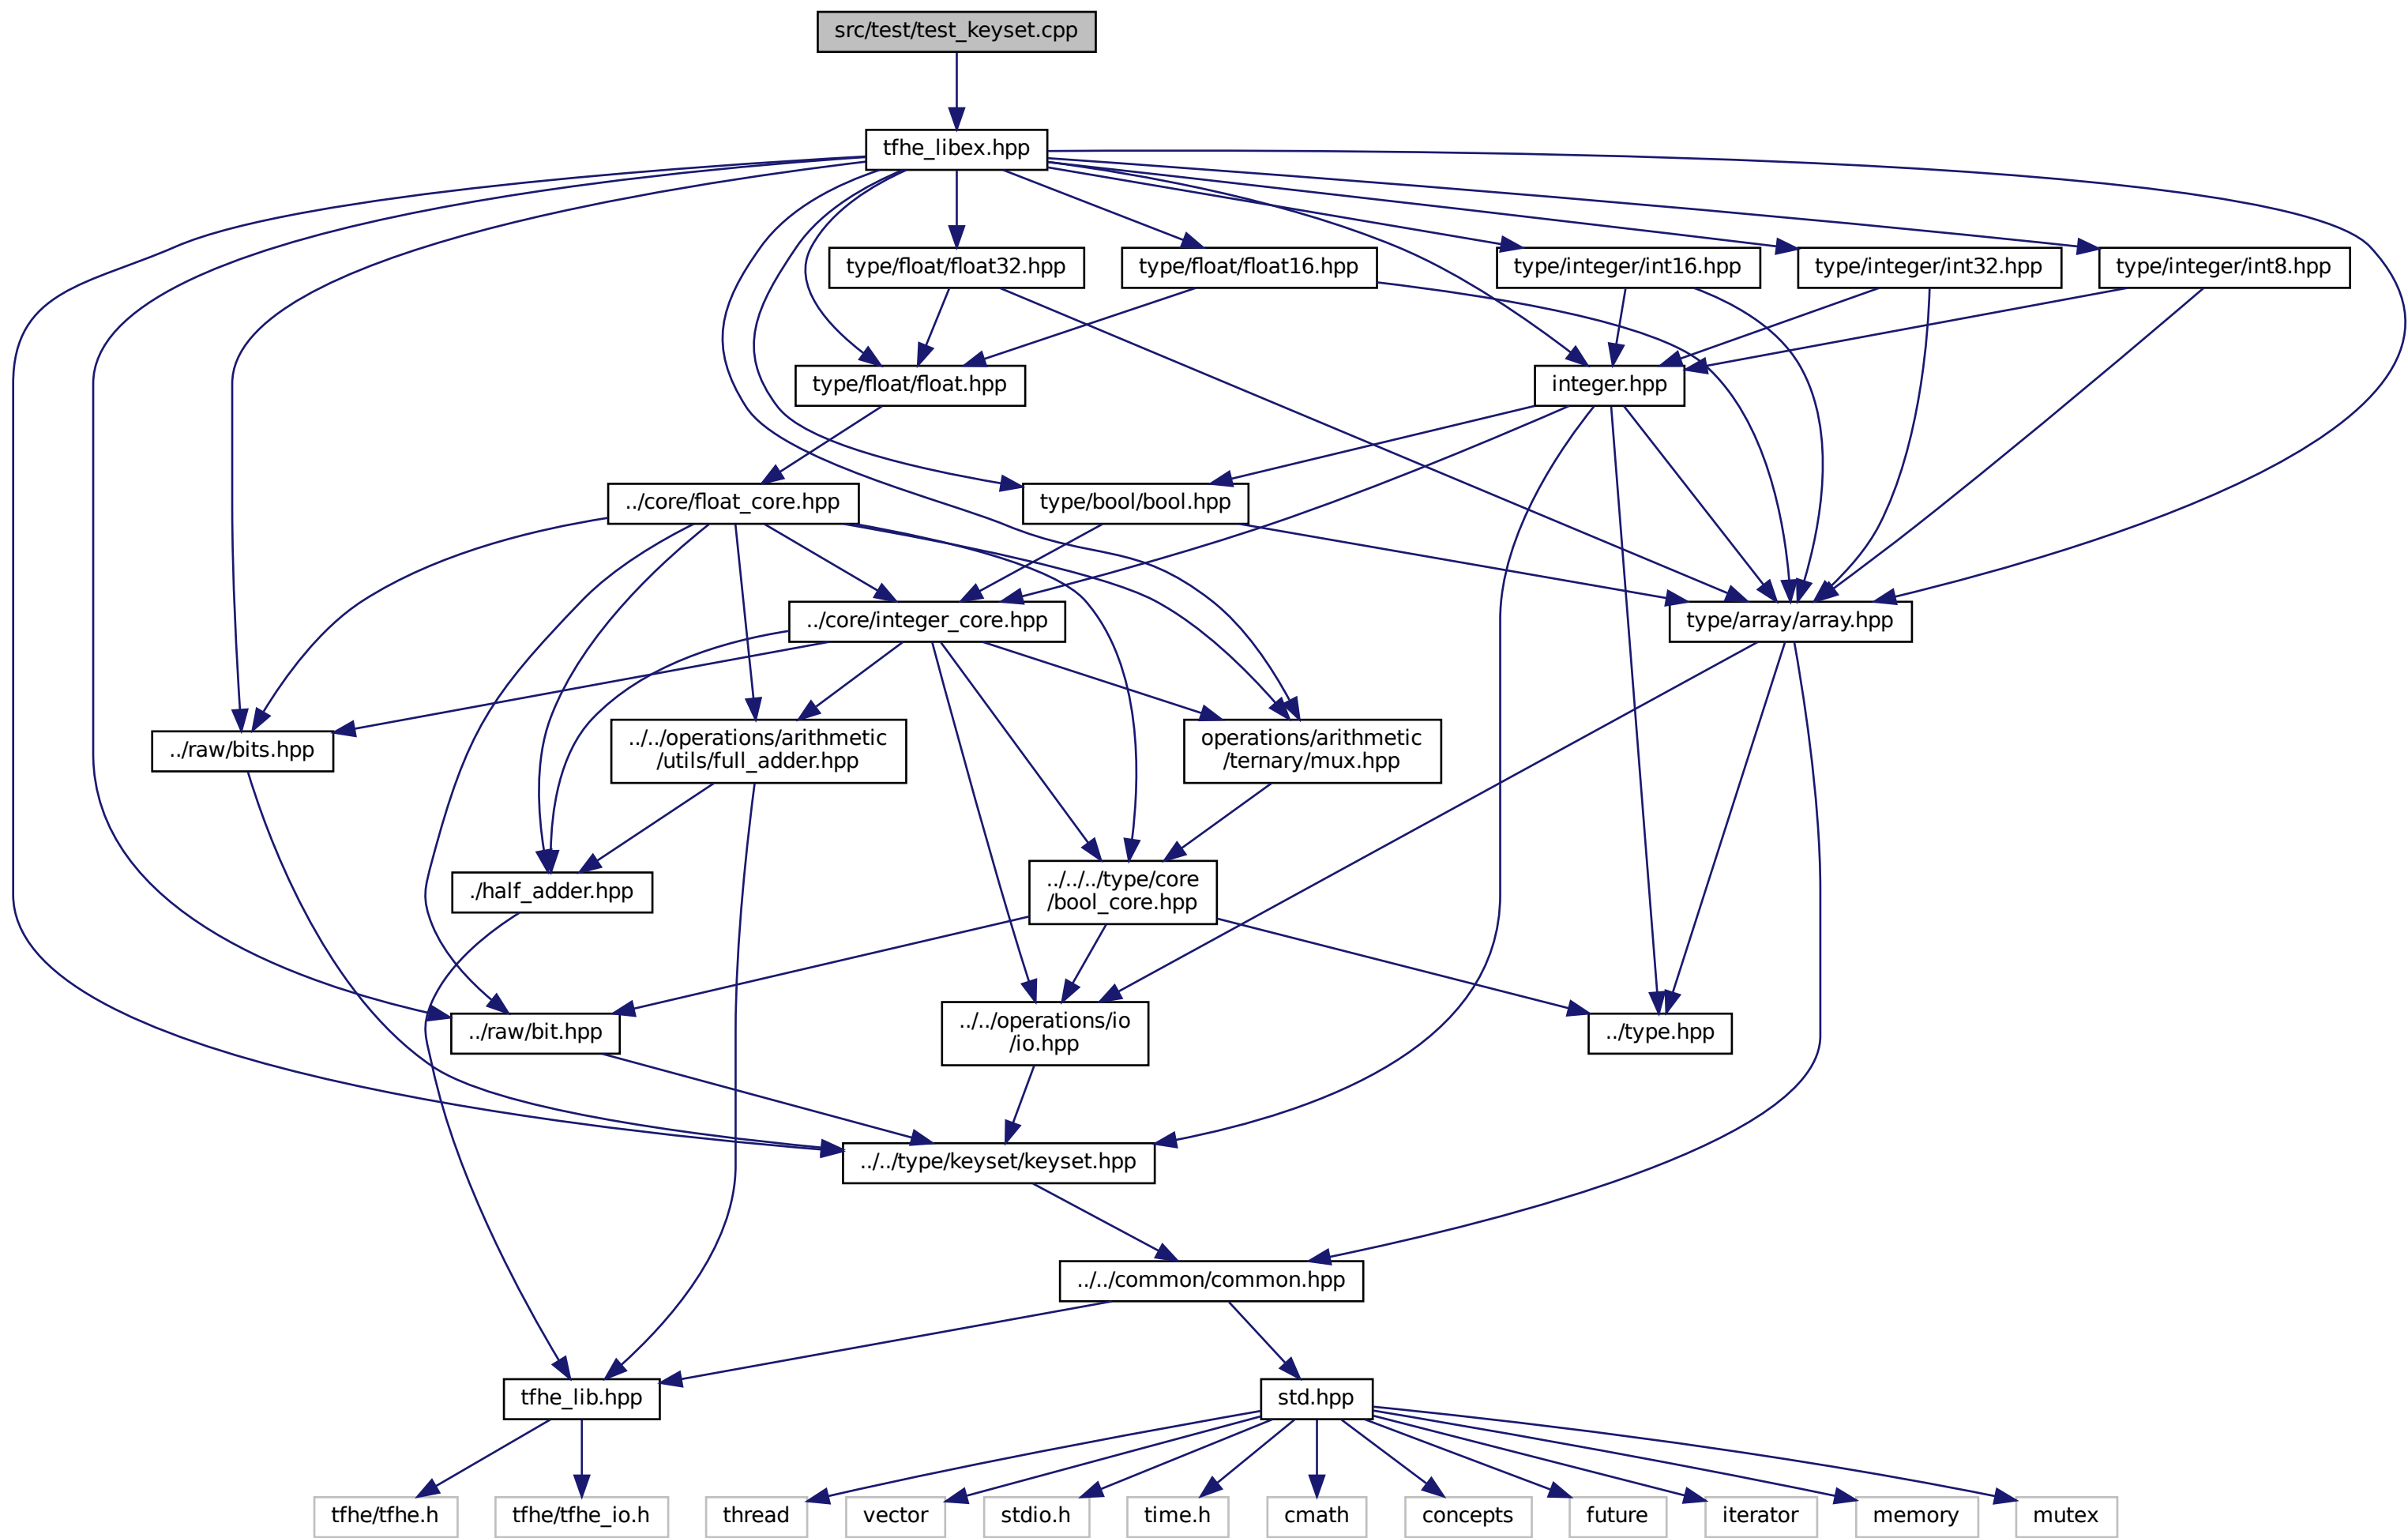 src/test/test_keyset.cpp
tfhe_libex.hpp
type/float/float32.hpp
type/float/float16.hpp
type/integer/int16.hpp
type/integer/int32.hpp
type/integer/int8.hpp
type/float/float.hpp
integer.hpp
../core/float_core.hpp
type/bool/bool.hpp
../core/integer_core.hpp
type/array/array.hpp
../raw/bits.hpp
../../operations/arithmetic
/utils/full_adder.hpp
operations/arithmetic
/ternary/mux.hpp
./half_adder.hpp
../../../type/core
/bool_core.hpp
../raw/bit.hpp
../../operations/io
/io.hpp
../type.hpp
../../type/keyset/keyset.hpp
../../common/common.hpp
tfhe_lib.hpp
std.hpp
tfhe/tfhe.h
tfhe/tfhe_io.h
thread
vector
stdio.h
time.h
cmath
concepts
future
iterator
memory
mutex